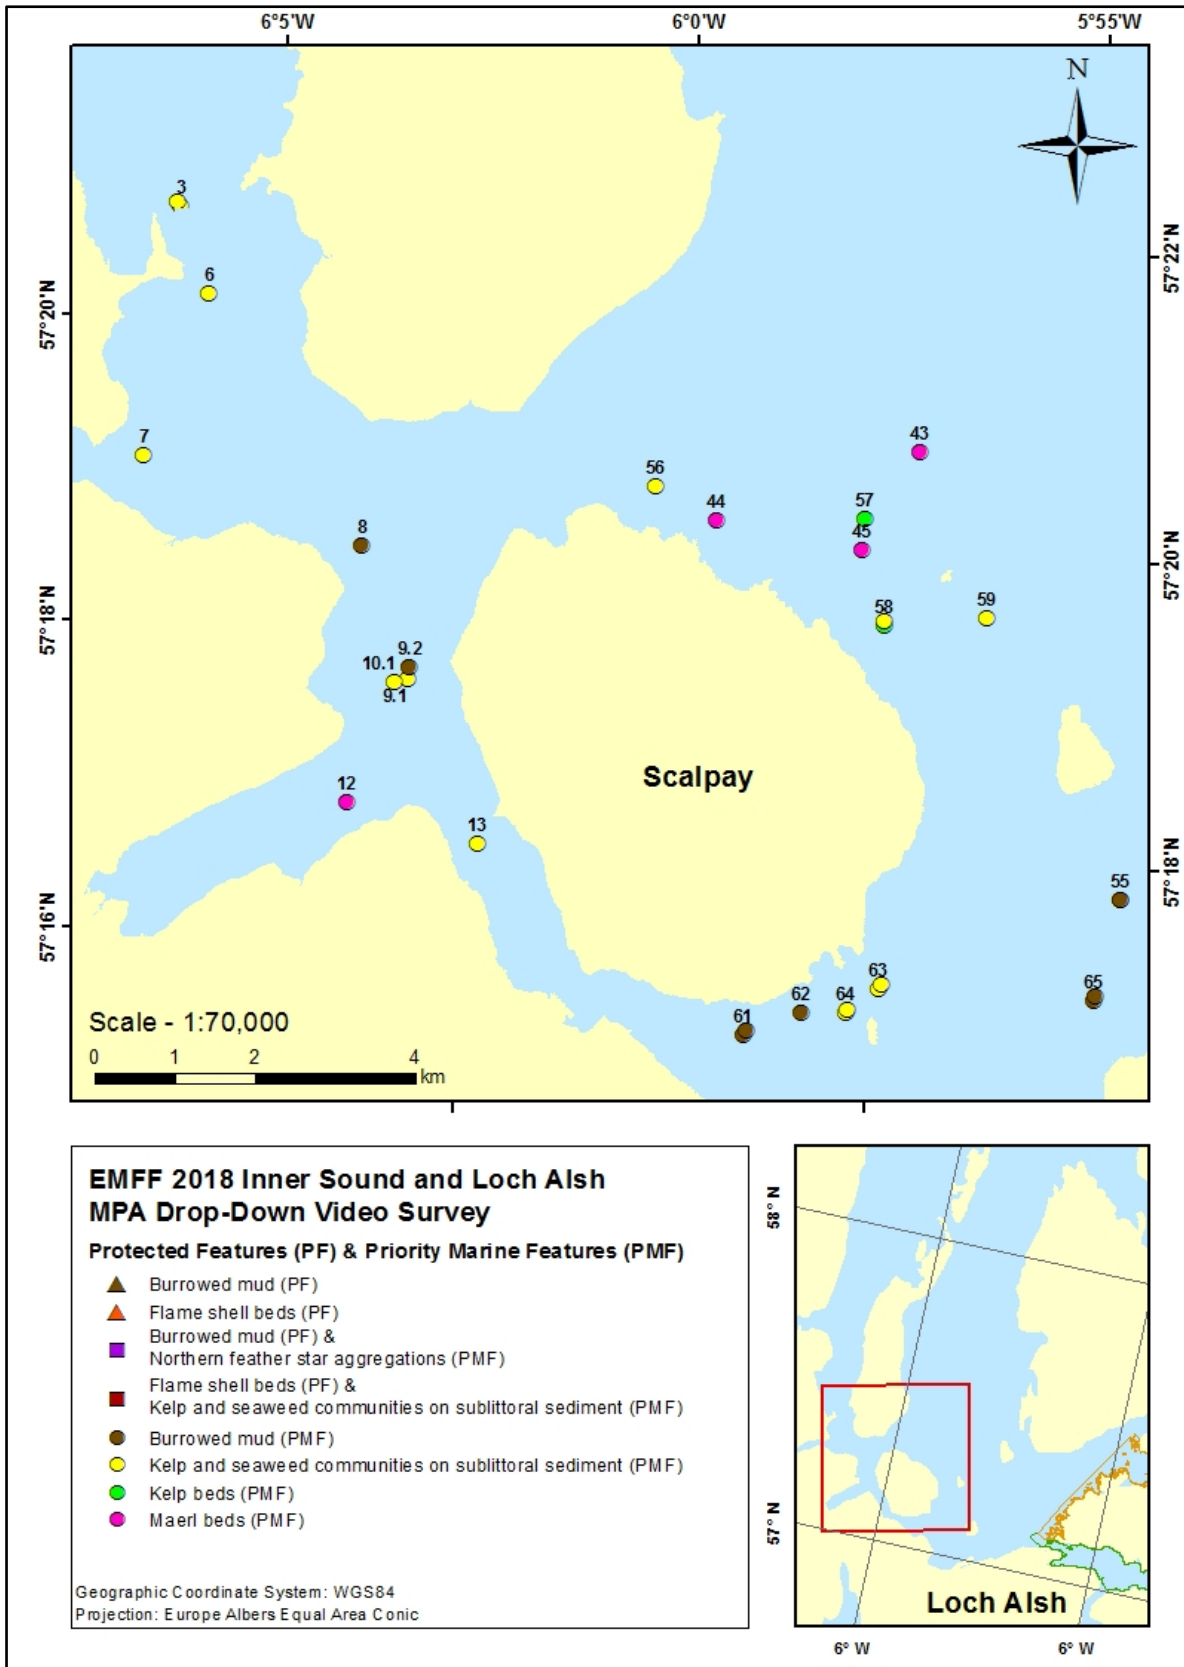 6°5'W 6°0'W 5°55'W
N
3
57°22'N
6
57°20'N
7
43
56
44
57
8
45
57°20'N
57°18'N
58
59
9.2
10.1
9.1
Scalpay
12
13
57°18'N
55
57°16'N
63
65
62
64
61
Scale - 1:70,000
0 1 2 4
km
EMFF 2018 Inner Sound and Loch Alsh
MPA Drop-Down Video Survey
Protected Features (PF) & Priority Marine Features (PMF)
Burrowed mud (PF)
Flame shell beds (PF)
Burrowed mud (PF) &
Northern feather star aggregations (PMF)
Flame shell beds (PF) &
Kelp and seaweed communities on sublittoral sediment (PMF)
Burrowed mud (PMF)
Kelp and seaweed communities on sublittoral sediment (PMF)
Kelp beds (PMF)
Maerl beds (PMF)
Geographic Coordinate System: WGS84
Projection: Europe Albers Equal Area Conic
58° N
57° N
Loch Alsh
6° W 6° W